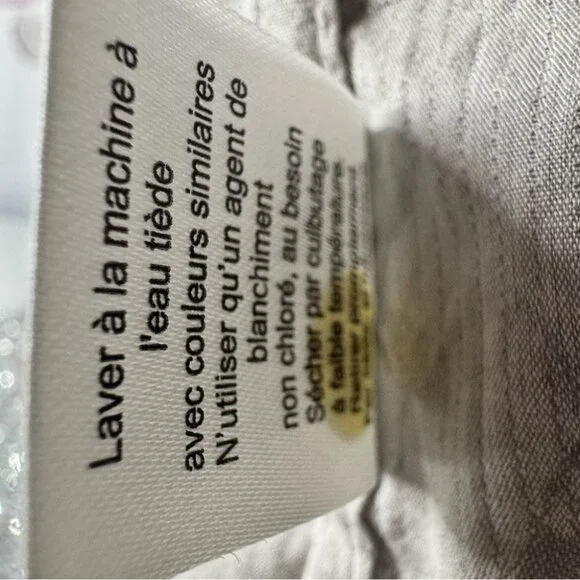 Laver à la machine à
l'eau tiède
avec couleurs similaires
N'utiliser qu'un agent de
blanchiment
non chloré, au besoin
Sécher par culbutage
à faible température.
Retirer